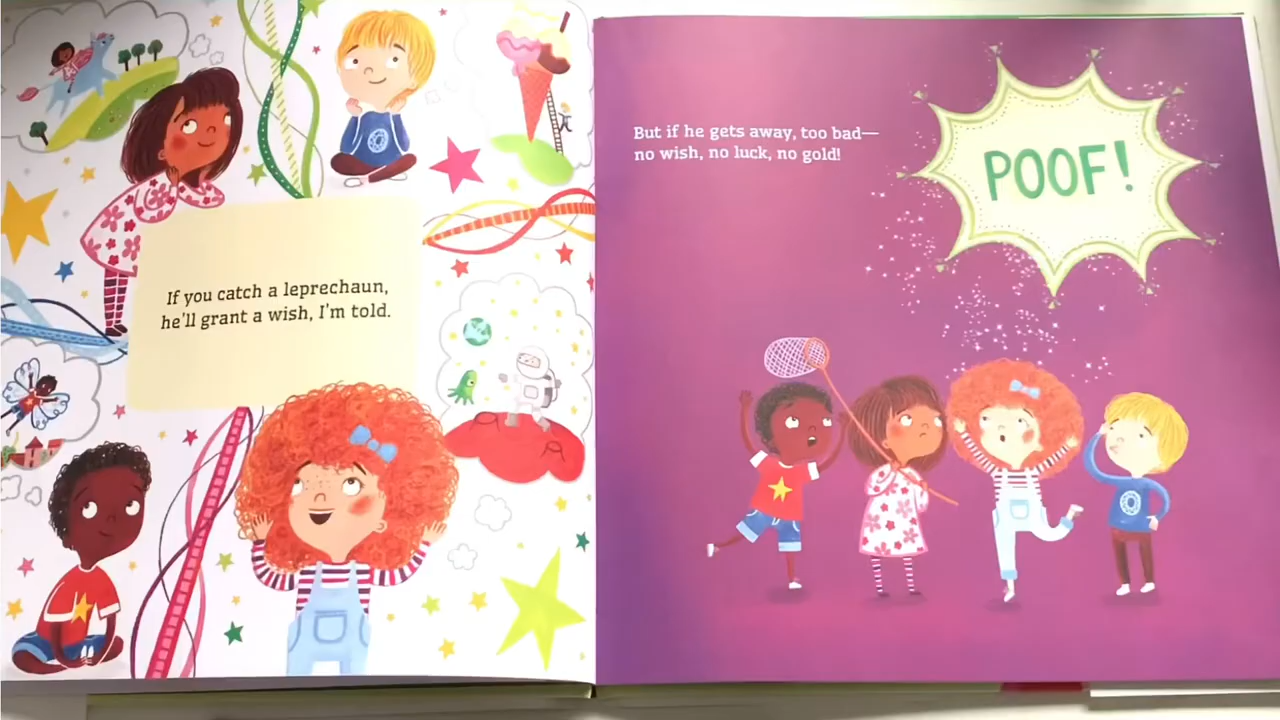 If you catch a leprechaun,
he'll grant a wish, I'm told.
But if he gets away, too bad—
no wish, no luck, no gold!
POOF!